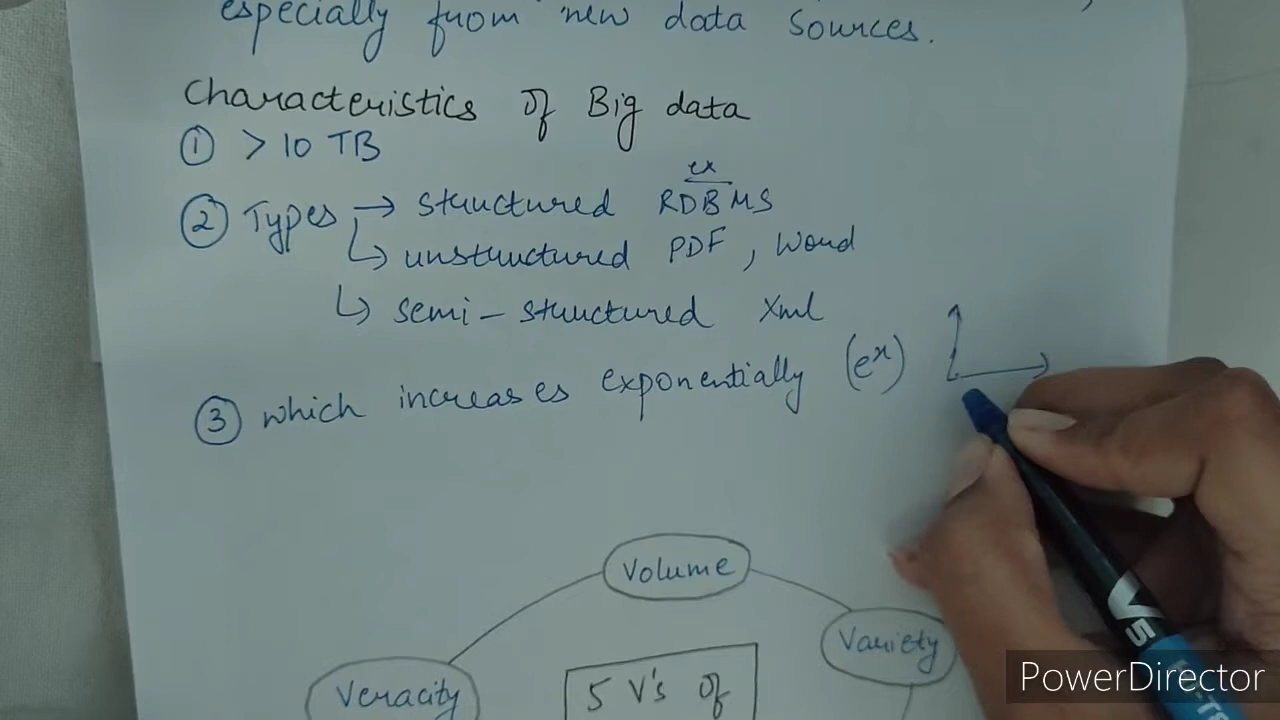 especially from new data sources.
Characteristics of Big data
① > 10 TB
ex
② Types → structured RDBMS
↳ unstructured PDF, Word
↳ semi-structured Xml
③ which increases exponentially (eˣ)
Volume
Variety
Veracity
5 V's of
V5
PowerDirector